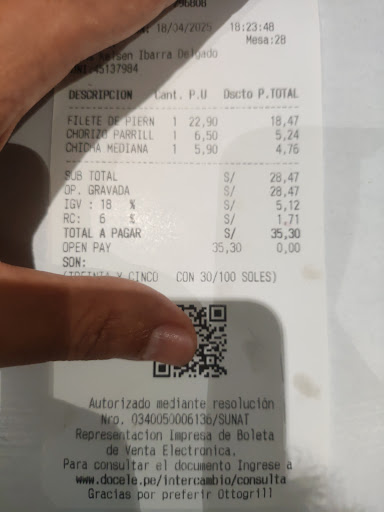 18/04/2025 18:23:48
Mesa:28
Kelsen Ibarra Delgado
45137984
DESCRIPCION Cant. P.U Dscto P.TOTAL
FILETE DE PIERN 1 22,90 18,47
CHORIZO PARRILL 1 6,50 5,24
CHICHA MEDIANA 1 5,90 4,76
SUB TOTAL S/ 28,47
OP. GRAVADA S/ 28,47
IGV : 18 % S/ 5,12
RC: 6 % S/ 1,71
TOTAL A PAGAR S/ 35,30
OPEN PAY 35,30 0,00
SON:
(TREINTA Y CINCO CON 30/100 SOLES)
Autorizado mediante resolución
Nro. 0340050006136/SUNAT
Representacion Impresa de Boleta
de Venta Electronica.
Para consultar el documento Ingrese a
www.docele.pe/intercambio/consulta
Gracias por preferir Ottogrill